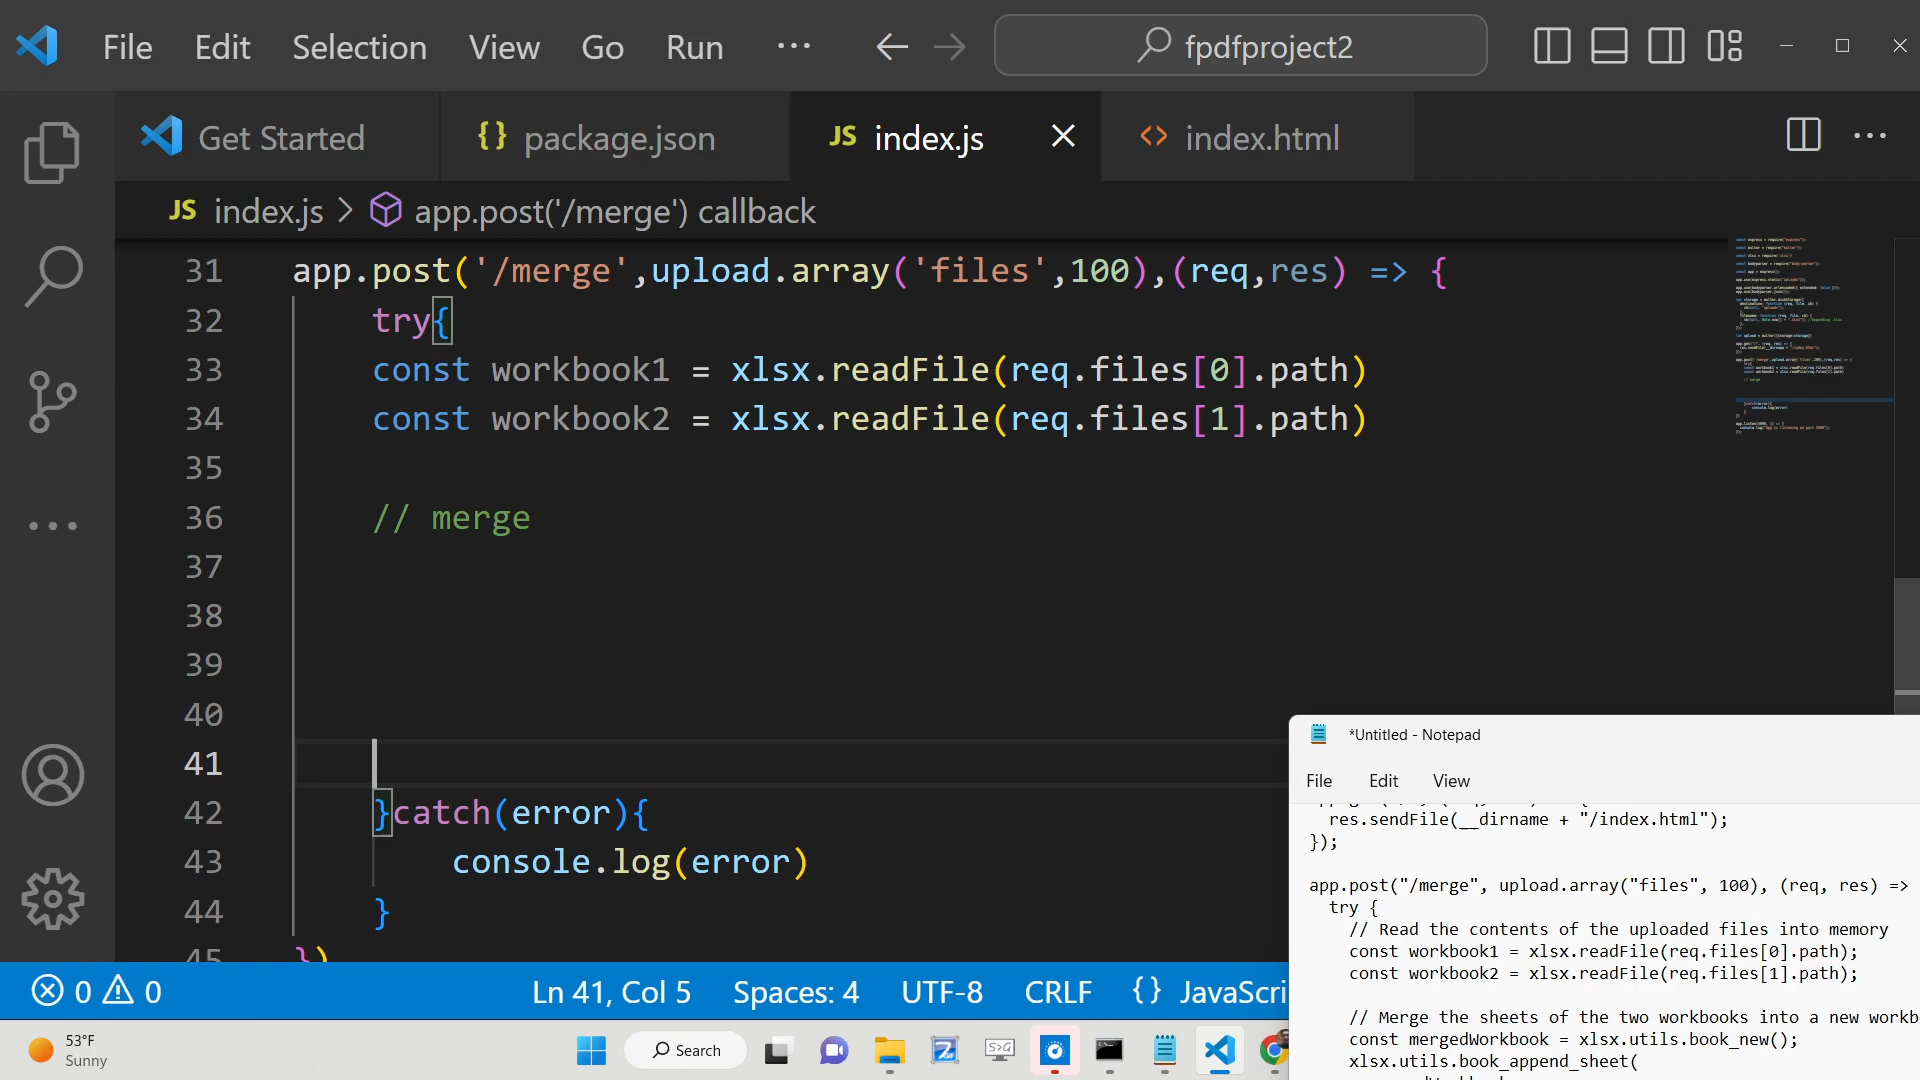 File Edit Selection View Go Run ··· fpdfproject2
Get Started {} package.json JS index.js <> index.html
JS index.js > app.post('/merge') callback
31 app.post('/merge',upload.array('files',100),(req,res) => {
32 try{
33 const workbook1 = xlsx.readFile(req.files[0].path)
34 const workbook2 = xlsx.readFile(req.files[1].path)
35
36 // merge
37
38
39
40
41
42 }catch(error){
43 console.log(error)
44 }
45 })
*Untitled - Notepad
File Edit View
res.sendFile(__dirname + "/index.html");
});
app.post("/merge", upload.array("files", 100), (req, res) =>
try {
// Read the contents of the uploaded files into memory
const workbook1 = xlsx.readFile(req.files[0].path);
const workbook2 = xlsx.readFile(req.files[1].path);
// Merge the sheets of the two workbooks into a new workb
const mergedWorkbook = xlsx.utils.book_new();
xlsx.utils.book_append_sheet(
0 0 Ln 41, Col 5 Spaces: 4 UTF-8 CRLF {} JavaScri
53°F
Sunny
Search